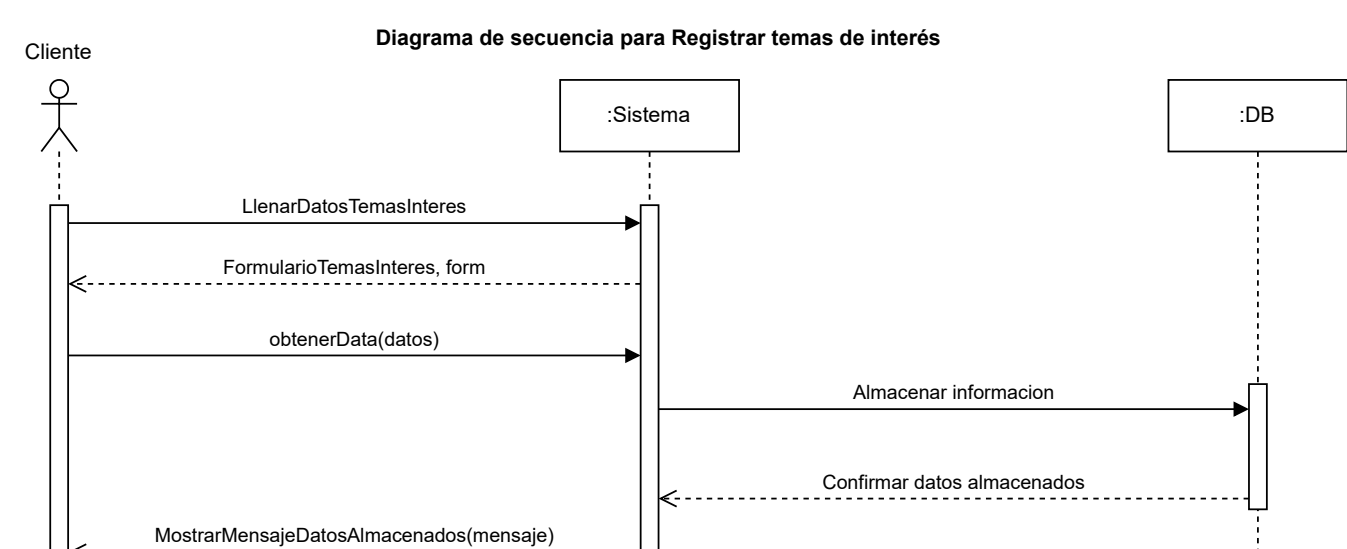 Diagrama de secuencia para Registrar temas de interés
Cliente
:Sistema
:DB
LlenarDatosTemasInteres
FormularioTemasInteres, form
obtenerData(datos)
Almacenar informacion
Confirmar datos almacenados
MostrarMensajeDatosAlmacenados(mensaje)